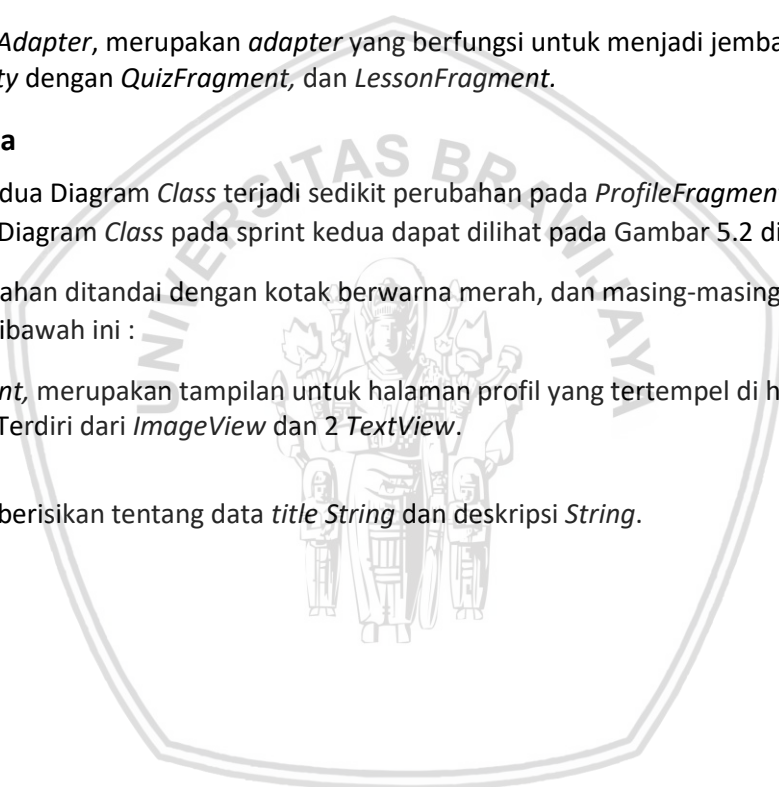 Adapter, merupakan adapter yang berfungsi untuk menjadi jemba
ty dengan QuizFragment, dan LessonFragment.
a
dua Diagram Class terjadi sedikit perubahan pada ProfileFragmen
Diagram Class pada sprint kedua dapat dilihat pada Gambar 5.2 di
ahan ditandai dengan kotak berwarna merah, dan masing-masing
ibawah ini :
nt, merupakan tampilan untuk halaman profil yang tertempel di h
Terdiri dari ImageView dan 2 TextView.
berisikan tentang data title String dan deskripsi String.
UNIVERSITAS BRAWIJAYA